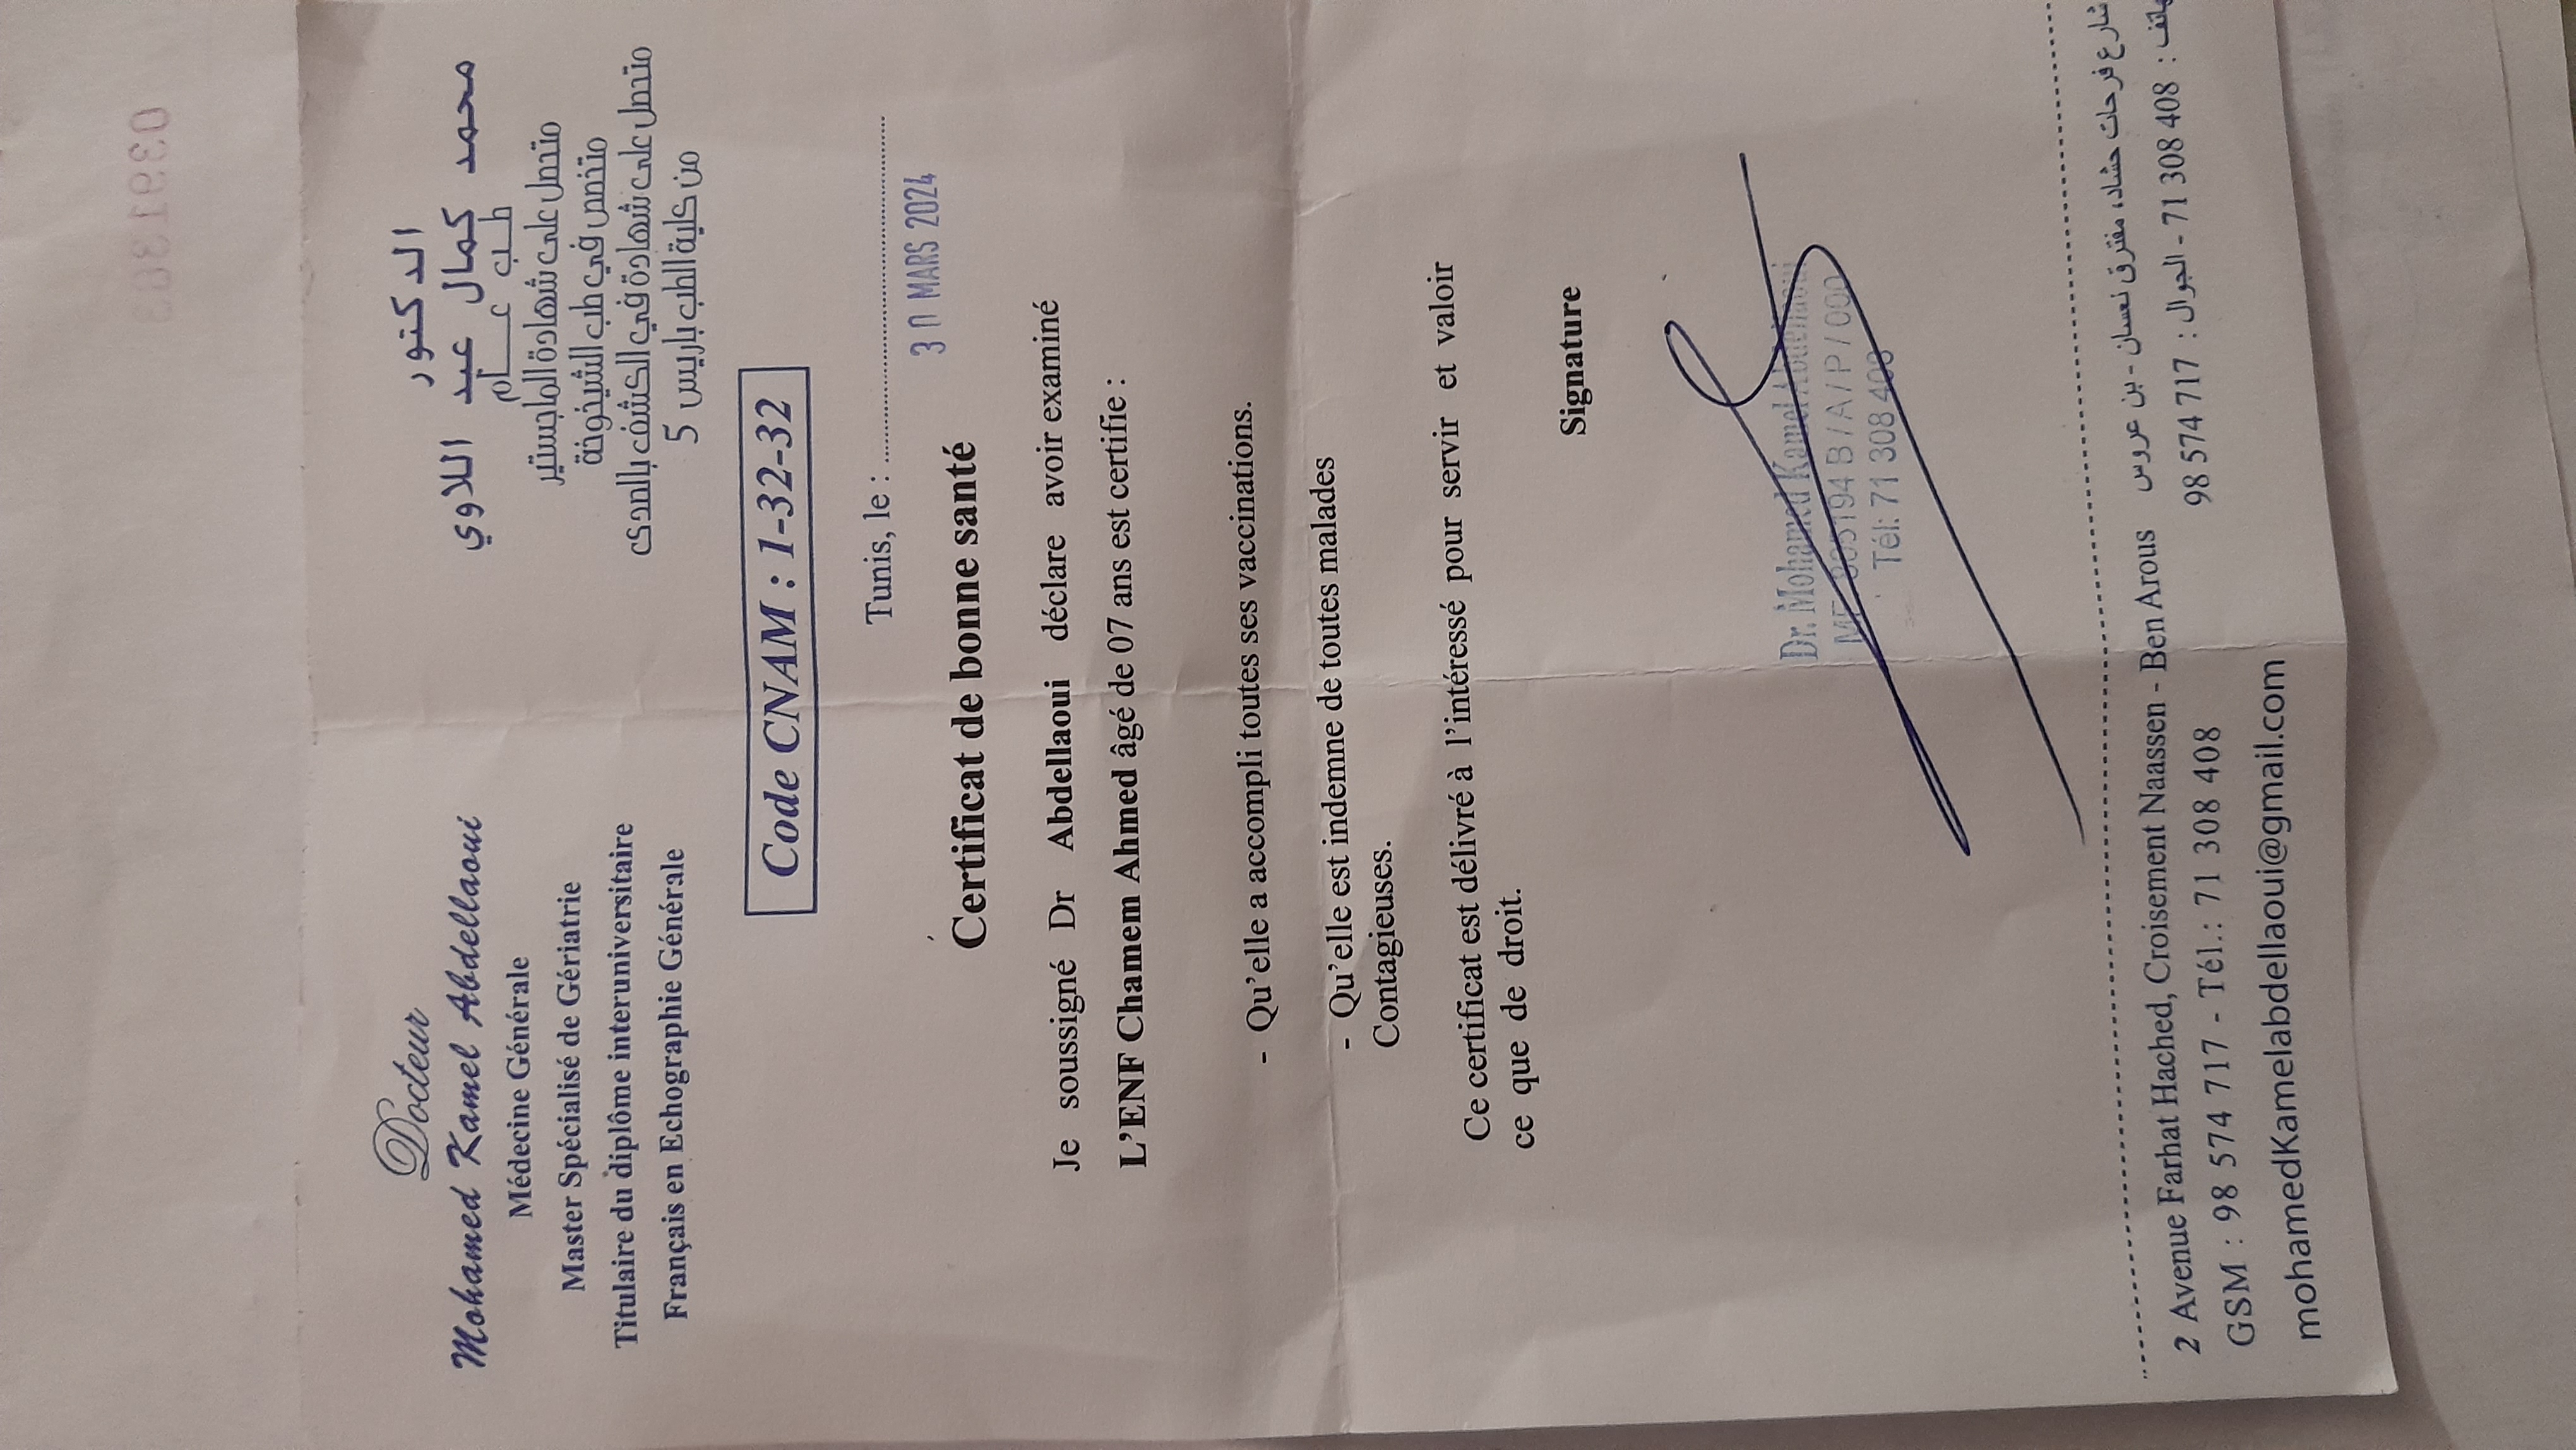 Docteur
Mohamed Kamel Abdellaoui
Médecine Générale
Master Spécialisé de Gériatrie
Titulaire du diplôme interuniversitaire
Français en Echographie Générale
الدكتور
محمد كمال عبد اللاوي
طب عام
متحصل على شهادة الماجستير
متخصص في طب الشيخوخة
متحصل على شهادة في الكشف بالصدى
من كلية الطب باريس 5
Code CNAM : 1-32-32
Tunis, le : ........................................
30 MARS 2024
Certificat de bonne santé
Je soussigné Dr Abdellaoui déclare avoir examiné
L'ENF Chamem Ahmed âgé de 07 ans est certifie :
- Qu'elle a accompli toutes ses vaccinations.
- Qu'elle est indemne de toutes malades
Contagieuses.
Ce certificat est délivré à l'intéressé pour servir et valoir
ce que de droit.
Signature
Dr. Mohamed Kamel Abdellaoui
194 B / A / P / 000
Tél: 71 308 408
2 Avenue Farhat Hached, Croisement Naassen - Ben Arous
شارع فرحات حشاد، مفترق نعسان - بن عروس
GSM : 98 574 717 - Tél.: 71 308 408
71 308 408 - الجوال : 98 574 717
mohamedKamelabdellaoui@gmail.com